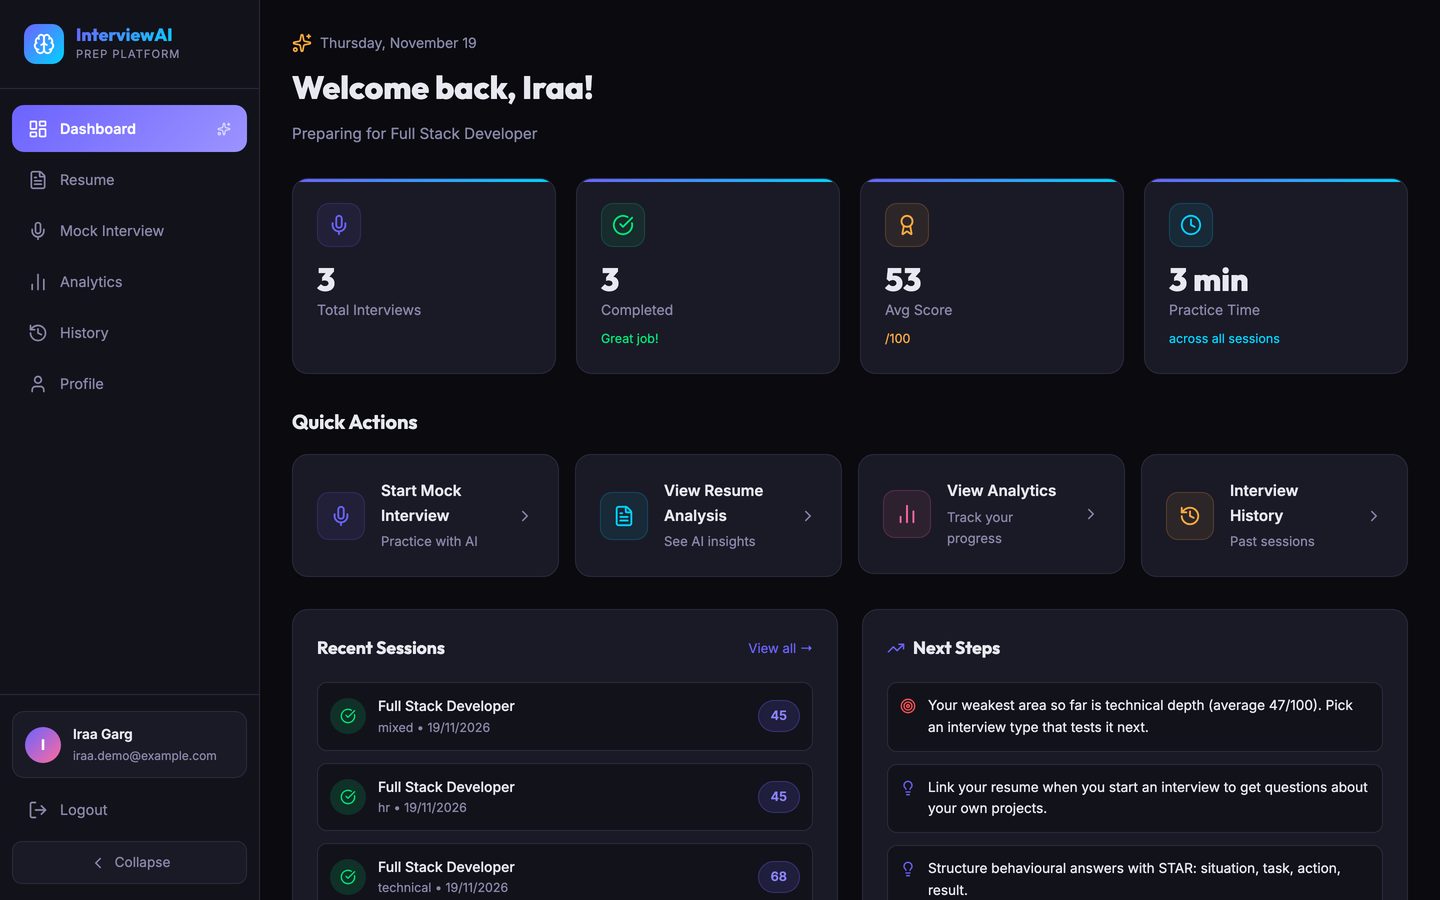 InterviewAI
PREP PLATFORM
Dashboard
Resume
Mock Interview
Analytics
History
Profile
I
Iraa Garg
iraa.demo@example.com
Logout
Collapse
Thursday, November 19
Welcome back, Iraa!
Preparing for Full Stack Developer
3
Total Interviews
3
Completed
Great job!
53
Avg Score
/100
3 min
Practice Time
across all sessions
Quick Actions
Start Mock
Interview
Practice with AI
View Resume
Analysis
See AI insights
View Analytics
Track your
progress
Interview
History
Past sessions
Recent Sessions
View all →
Full Stack Developer
mixed • 19/11/2026
45
Full Stack Developer
hr • 19/11/2026
45
Full Stack Developer
technical • 19/11/2026
68
Next Steps
Your weakest area so far is technical depth (average 47/100). Pick
an interview type that tests it next.
Link your resume when you start an interview to get questions about
your own projects.
Structure behavioural answers with STAR: situation, task, action,
result.